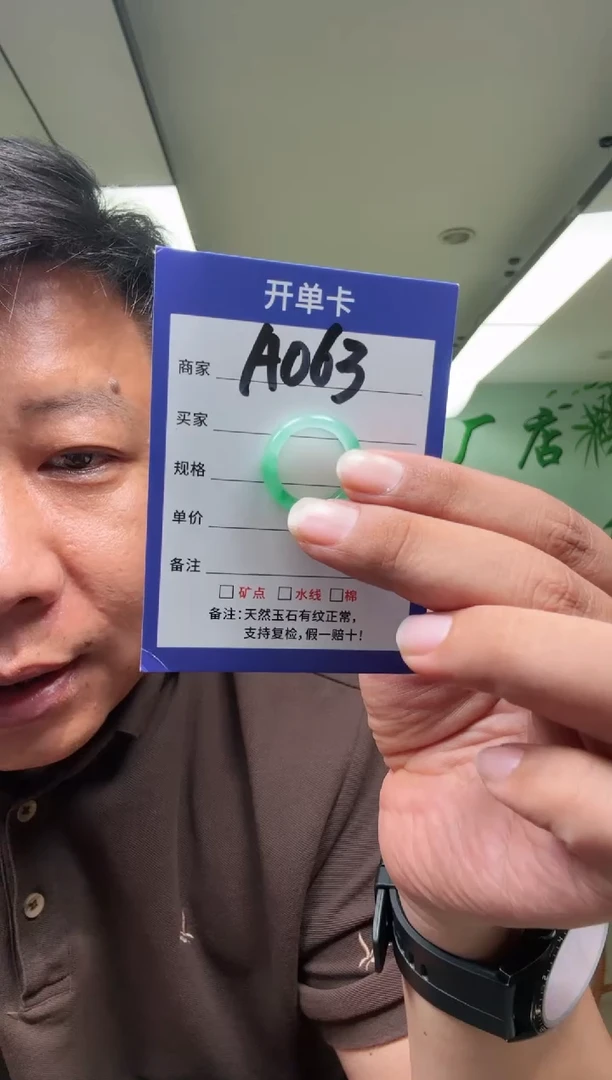 开单卡
商家 A063
买家
规格
单价
备注
矿点 水线 棉
备注:天然玉石有纹正常,
支持复检,假一赔十!
厂店